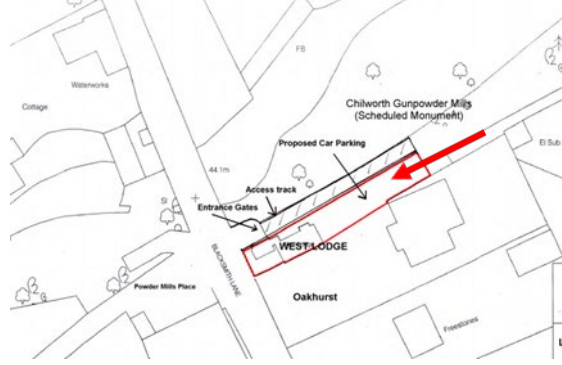 FB
Waterworks
Cottage
Chilworth Gunpowder Mills
(Scheduled Monument)
Proposed Car Parking
El Sub
44.1m
Access track
Entrance Gates
WEST LODGE
BLACKSMITH LANE
Powder Mills Place
Oakhurst
Freestones
L